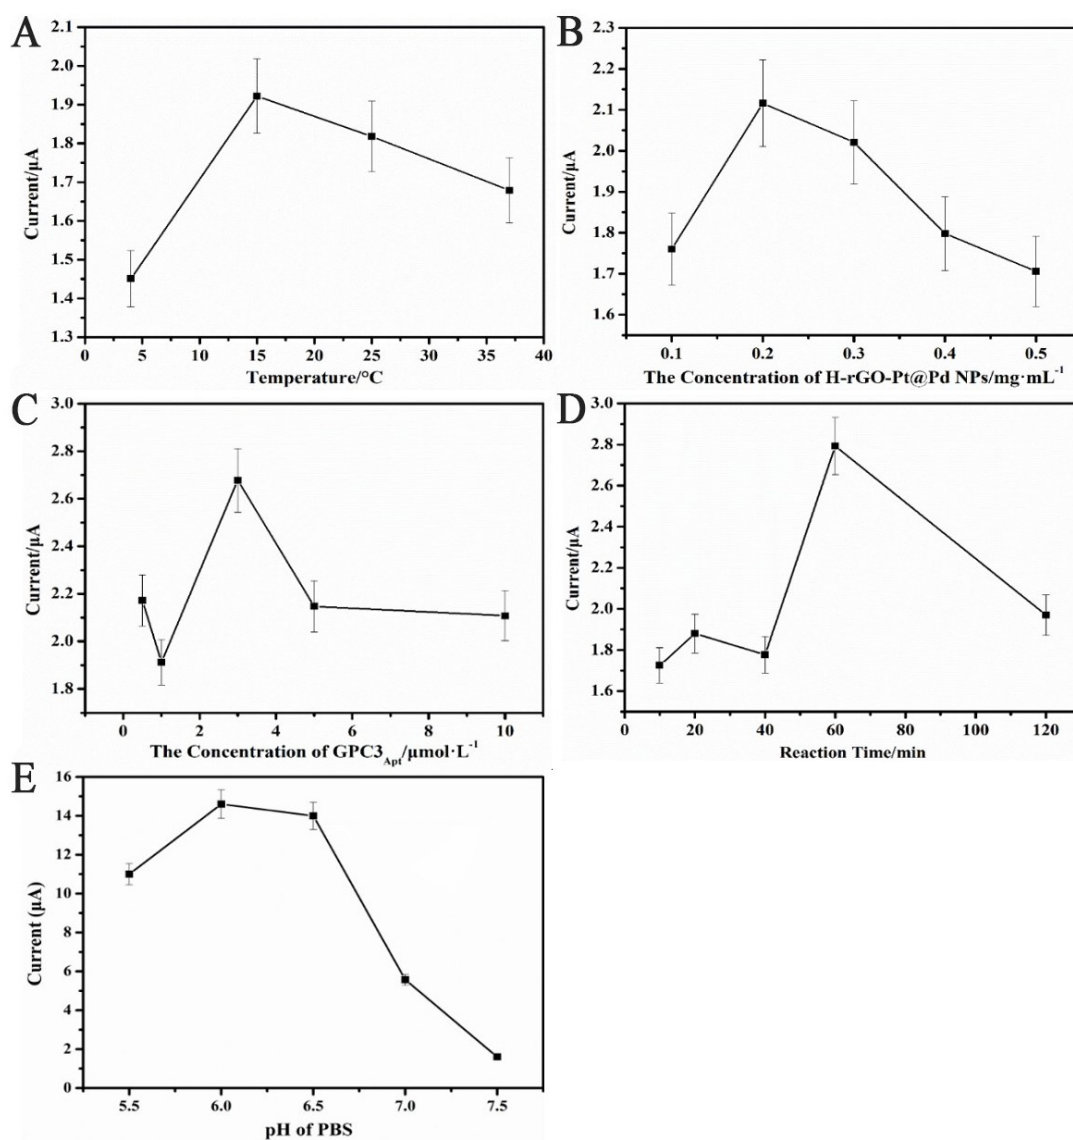 A
2.1
2.0
1.9
1.8
1.7
1.6
1.5
1.4
1.3
Current/μA
0 5 10 15 20 25 30 35 40
Temperature/°C
B
2.3
2.2
2.1
2.0
1.9
1.8
1.7
1.6
Current/μA
0.1 0.2 0.3 0.4 0.5
The Concentration of H-rGO-Pt@Pd NPs/mg·mL⁻¹
C
3.0
2.8
2.6
2.4
2.2
2.0
1.8
Current/μA
0 2 4 6 8 10
The Concentration of GPC3Apt/μmol·L⁻¹
D
3.0
2.8
2.6
2.4
2.2
2.0
1.8
1.6
Current/μA
0 20 40 60 80 100 120
Reaction Time/min
E
16
14
12
10
8
6
4
2
0
Current (μA)
5.5 6.0 6.5 7.0 7.5
pH of PBS